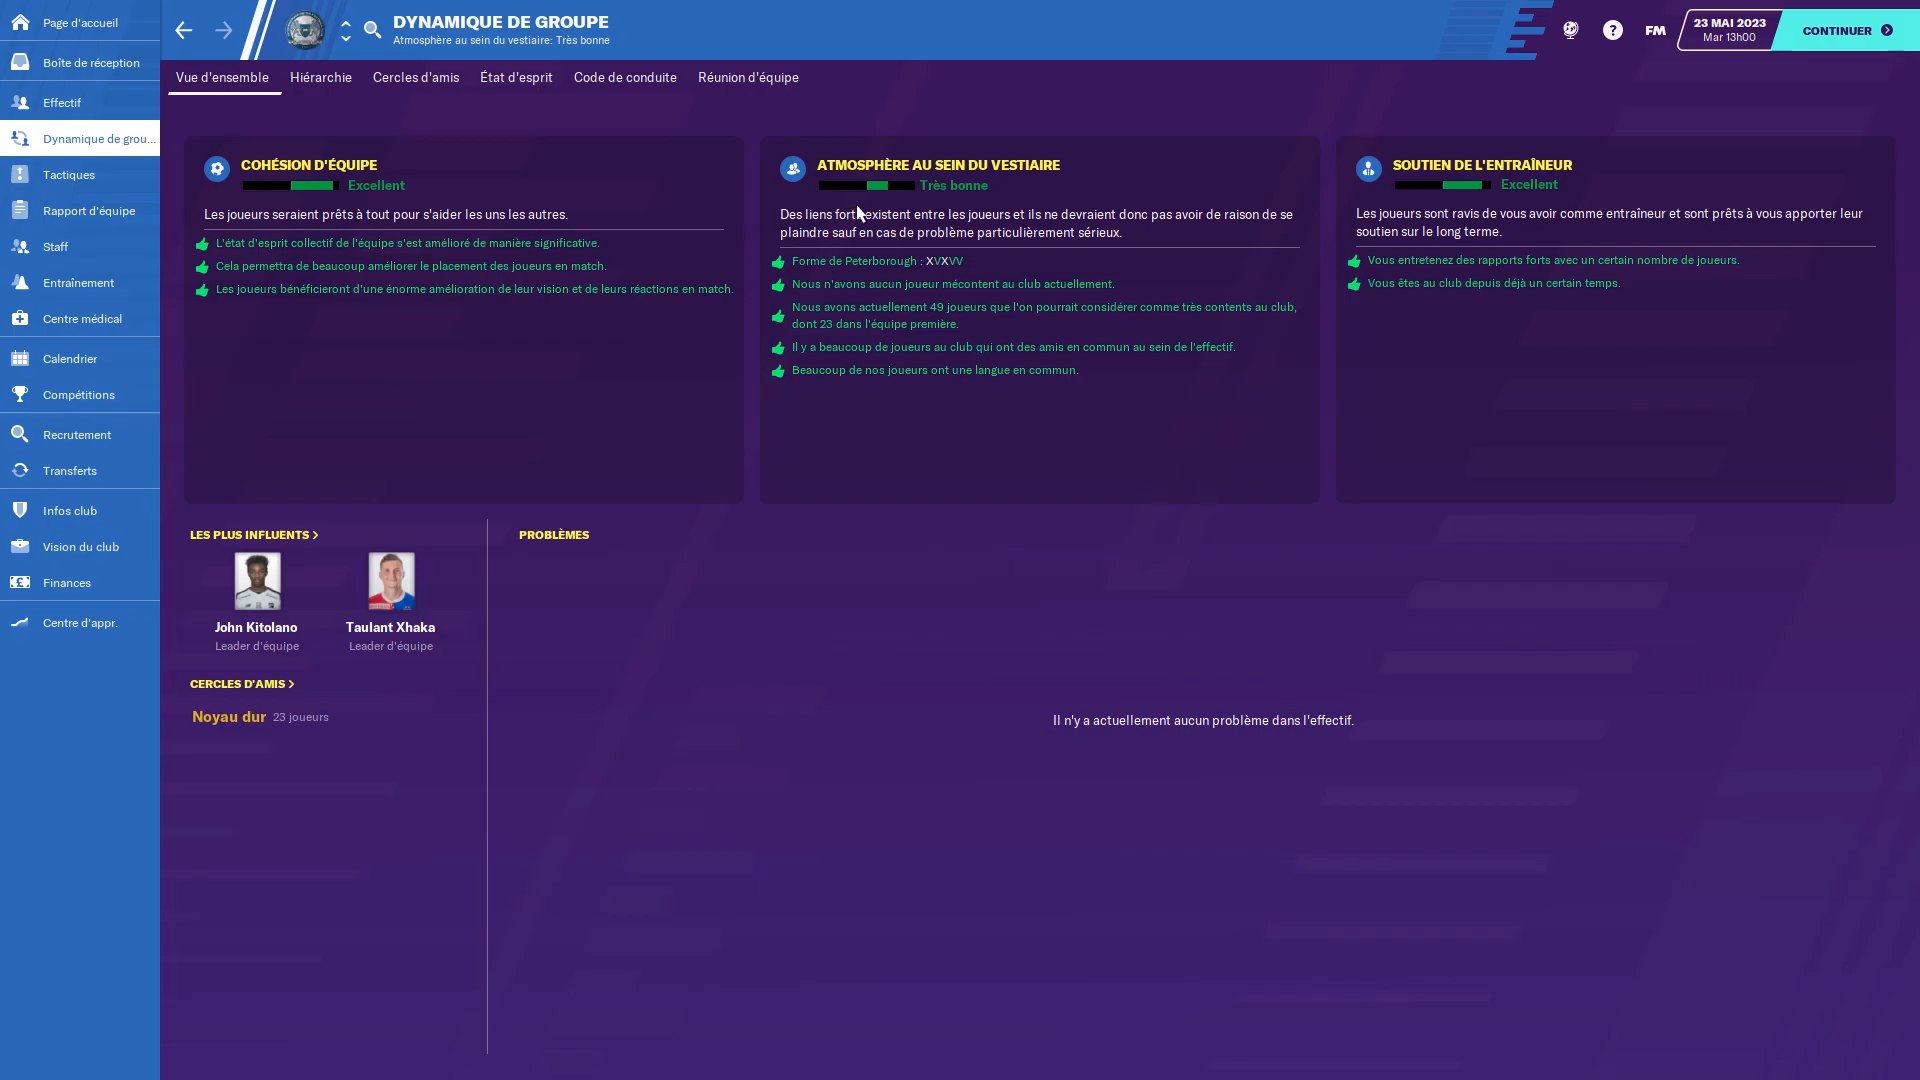 Page d'accueil
Boîte de réception
Effectif
Dynamique de grou...
Tactiques
Rapport d'équipe
Staff
Entraînement
Centre médical
Calendrier
Compétitions
Recrutement
Transferts
Infos club
Vision du club
Finances
Centre d'appr.
DYNAMIQUE DE GROUPE
Atmosphère au sein du vestiaire: Très bonne
FM
23 MAI 2023
Mar 13h00
CONTINUER
Vue d'ensemble Hiérarchie Cercles d'amis État d'esprit Code de conduite Réunion d'équipe
COHÉSION D'ÉQUIPE
Excellent
Les joueurs seraient prêts à tout pour s'aider les uns les autres.
L'état d'esprit collectif de l'équipe s'est amélioré de manière significative.
Cela permettra de beaucoup améliorer le placement des joueurs en match.
Les joueurs bénéficieront d'une énorme amélioration de leur vision et de leurs réactions en match.
ATMOSPHÈRE AU SEIN DU VESTIAIRE
Très bonne
Des liens forts existent entre les joueurs et ils ne devraient donc pas avoir de raison de se
plaindre sauf en cas de problème particulièrement sérieux.
Forme de Peterborough : XVXVV
Nous n'avons aucun joueur mécontent au club actuellement.
Nous avons actuellement 49 joueurs que l'on pourrait considérer comme très contents au club,
dont 23 dans l'équipe première.
Il y a beaucoup de joueurs au club qui ont des amis en commun au sein de l'effectif.
Beaucoup de nos joueurs ont une langue en commun.
SOUTIEN DE L'ENTRAÎNEUR
Excellent
Les joueurs sont ravis de vous avoir comme entraîneur et sont prêts à vous apporter leur
soutien sur le long terme.
Vous entretenez des rapports forts avec un certain nombre de joueurs.
Vous êtes au club depuis déjà un certain temps.
LES PLUS INFLUENTS >
John Kitolano
Leader d'équipe
Taulant Xhaka
Leader d'équipe
CERCLES D'AMIS >
Noyau dur 23 joueurs
PROBLÈMES
Il n'y a actuellement aucun problème dans l'effectif.